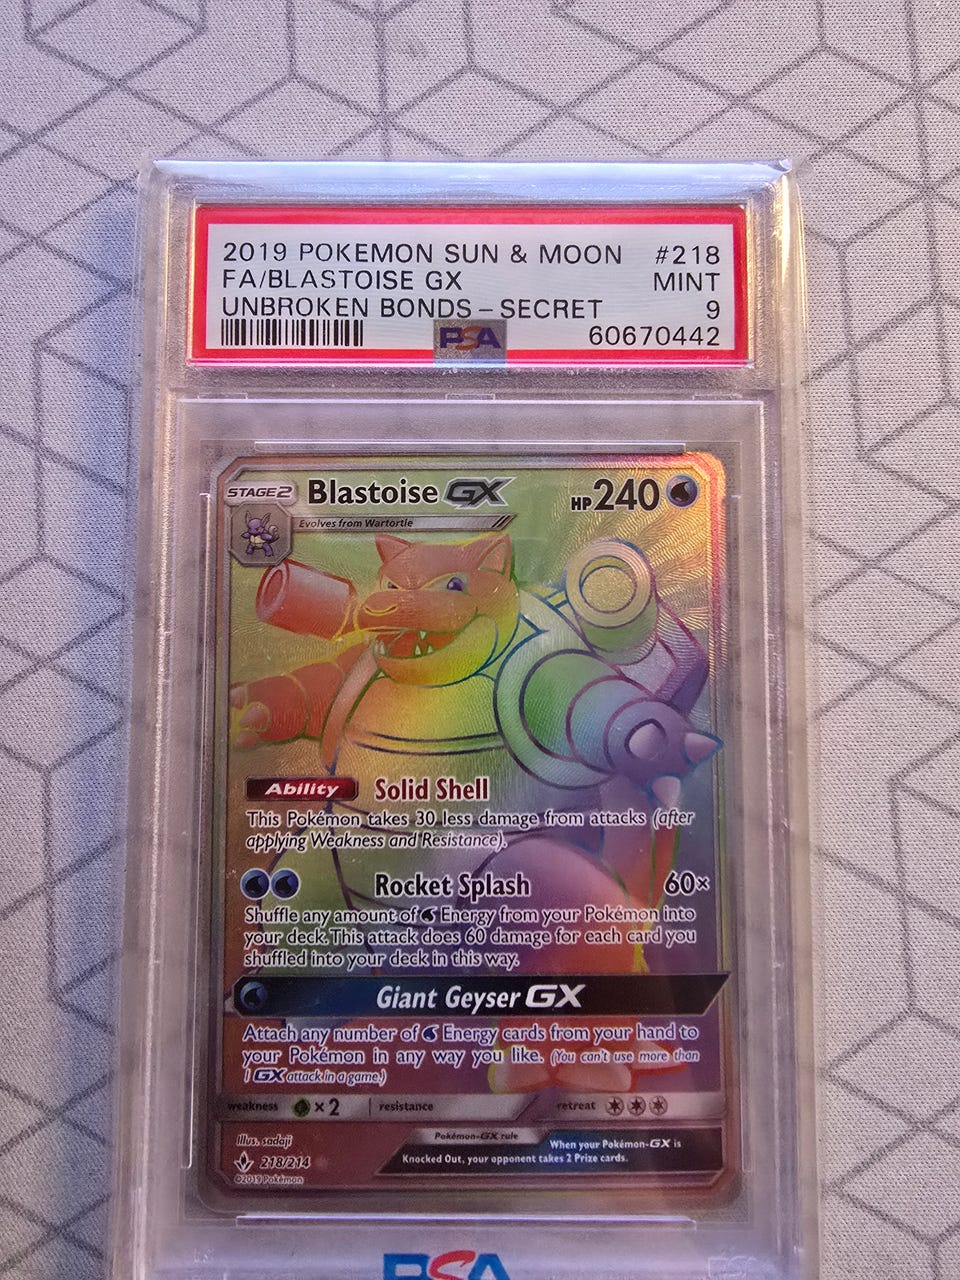 2019 POKEMON SUN & MOON #218
FA/BLASTOISE GX MINT
UNBROKEN BONDS - SECRET 9
PSA 60670442
STAGE 2 Blastoise GX HP 240
Evolves from Wartortle
Ability Solid Shell
This Pokémon takes 30 less damage from attacks (after
applying Weakness and Resistance).
Rocket Splash 60×
Shuffle any amount of Energy from your Pokémon into
your deck. This attack does 60 damage for each card you
shuffled into your deck in this way.
Giant Geyser GX
Attach any number of Energy cards from your hand to
your Pokémon in any way you like. (You can't use more than
1 GX attack in a game.)
weakness ×2 resistance retreat
Illus. sadaji
Pokémon-GX rule
When your Pokémon-GX is
Knocked Out, your opponent takes 2 Prize cards.
218/214
©2019 Pokémon
PSA